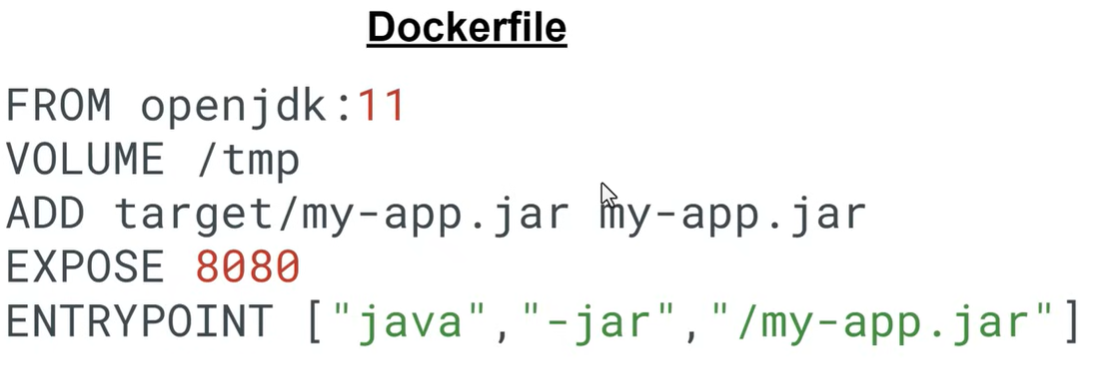 Dockerfile
FROM openjdk:11
VOLUME /tmp
ADD target/my-app.jar my-app.jar
EXPOSE 8080
ENTRYPOINT ["java","-jar","/my-app.jar"]